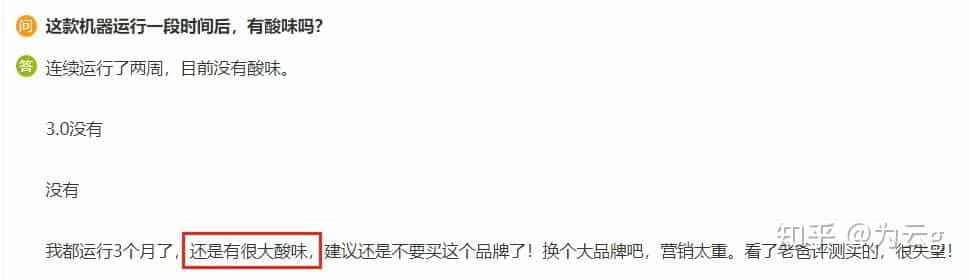 问 这款机器运行一段时间后，有酸味吗？
答 连续运行了两周，目前没有酸味。
3.0没有
没有
我都运行3个月了，还是有很大酸味，建议还是不要买这个品牌了！换个大品牌吧，营销太重。看了老爸评测买的，很失望！
知乎 @为云g